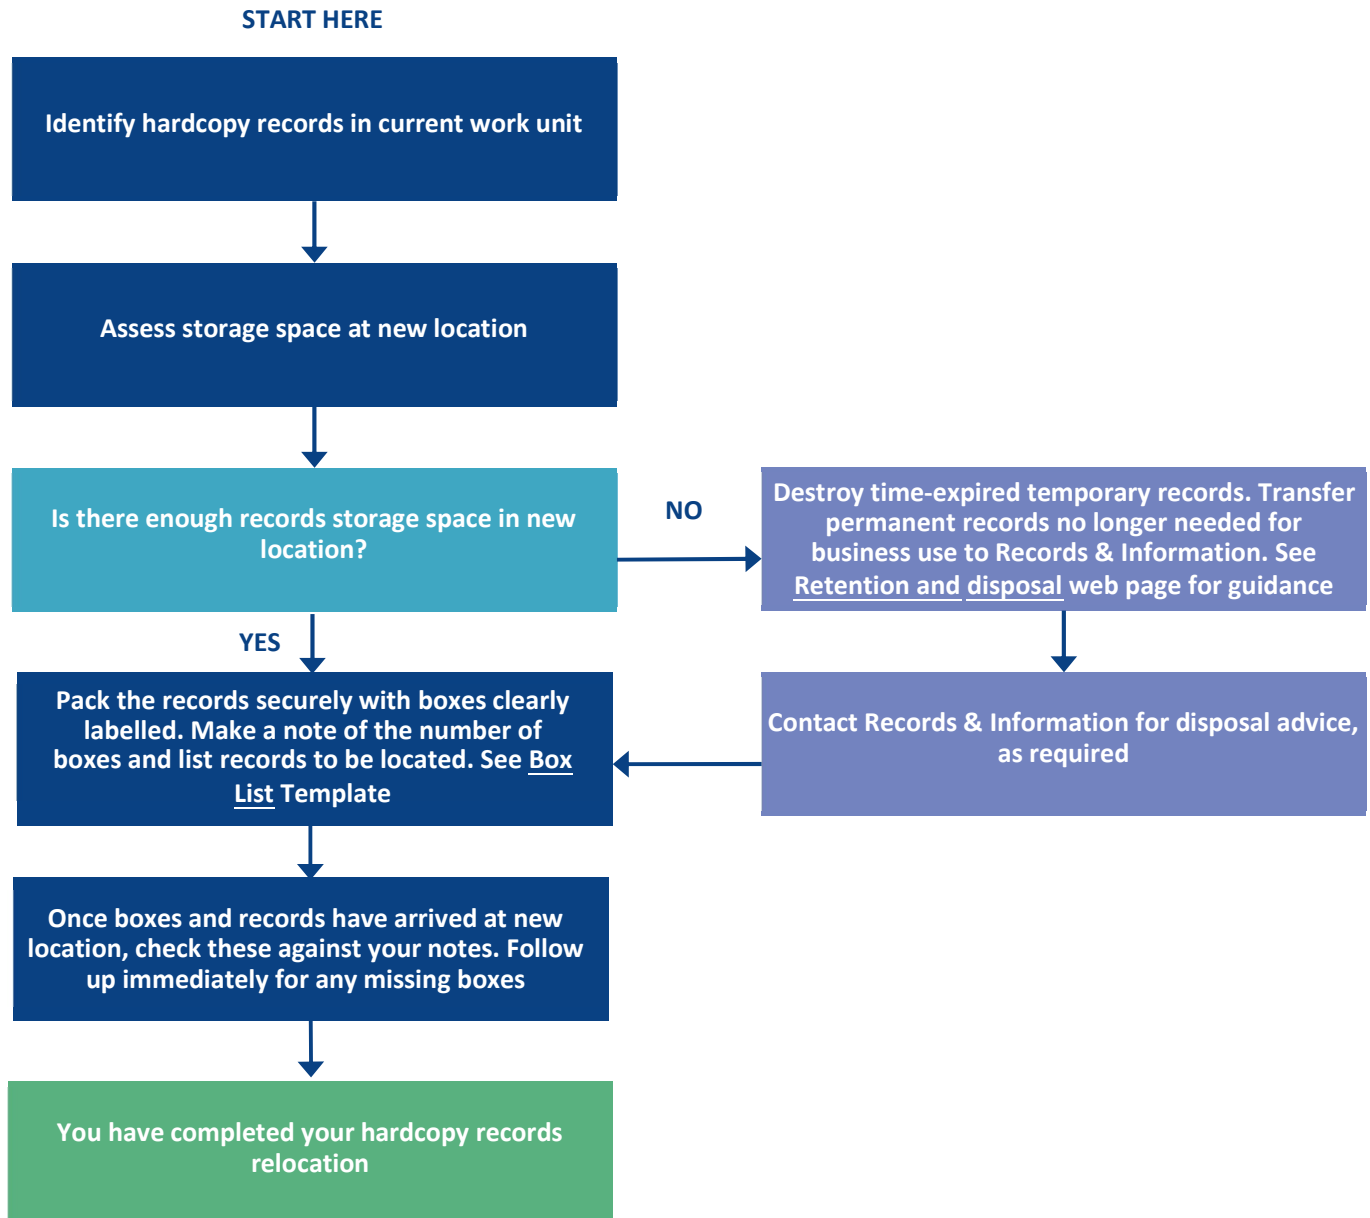 START HERE
Identify hardcopy records in current work unit
Assess storage space at new location
Is there enough records storage space in new
location?
NO
Destroy time-expired temporary records. Transfer
permanent records no longer needed for
business use to Records & Information. See
Retention and disposal web page for guidance
YES
Pack the records securely with boxes clearly
labelled. Make a note of the number of
boxes and list records to be located. See Box
List Template
Contact Records & Information for disposal advice,
as required
Once boxes and records have arrived at new
location, check these against your notes. Follow
up immediately for any missing boxes
You have completed your hardcopy records
relocation